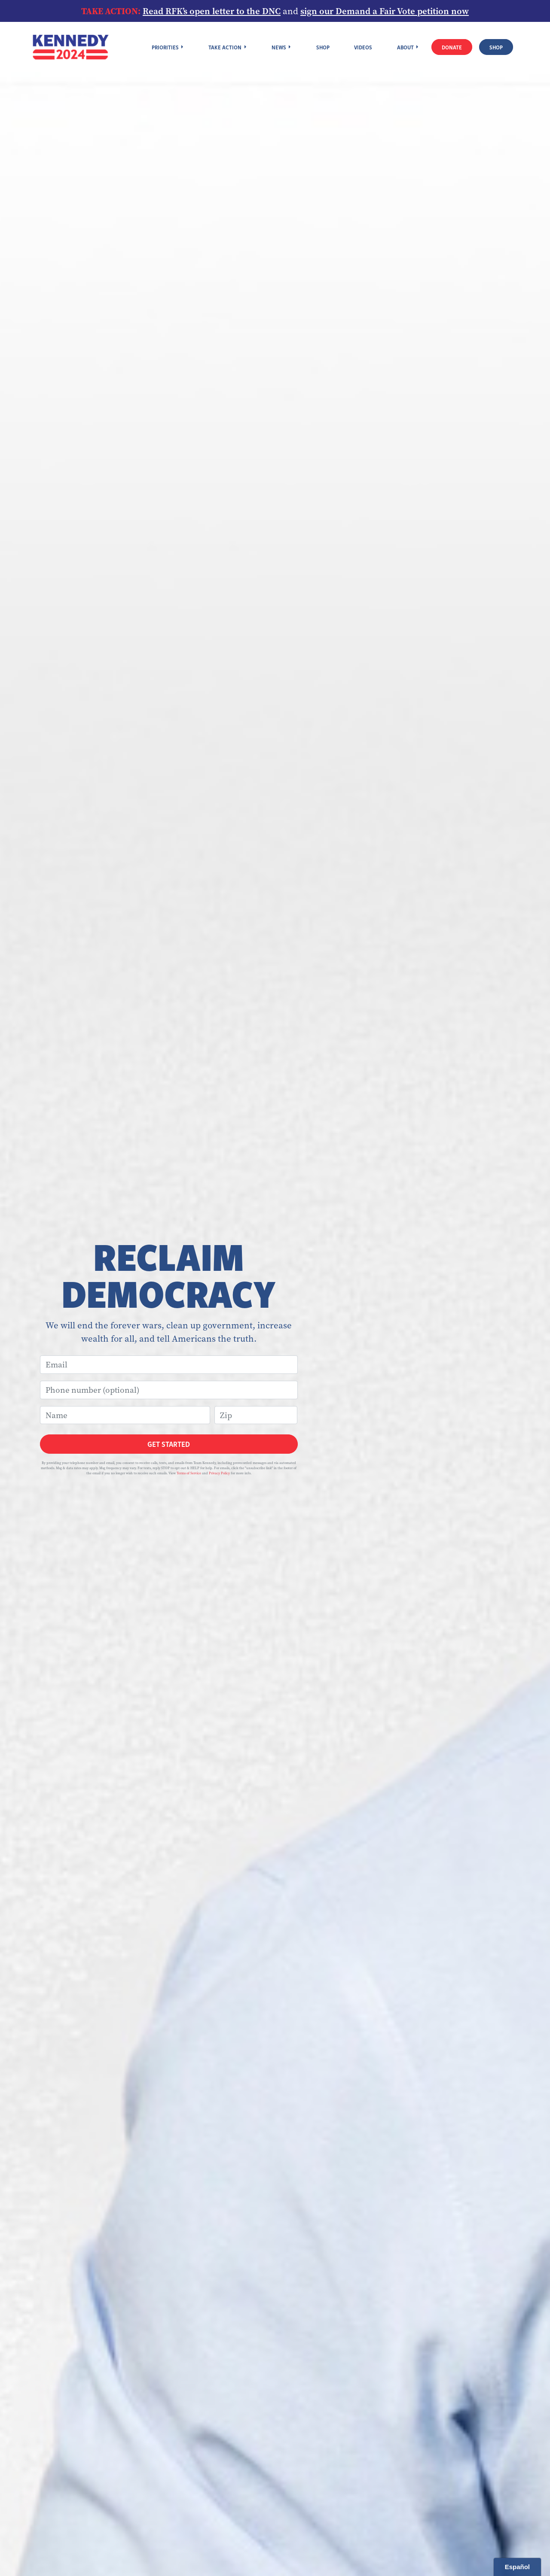 TAKE ACTION: Read RFK's open letter to the DNC and sign our Demand a Fair Vote petition now
KENNEDY
2024
PRIORITIES
TAKE ACTION
NEWS
SHOP
VIDEOS
ABOUT
DONATE
SHOP
RECLAIM
DEMOCRACY
We will end the forever wars, clean up government, increase
wealth for all, and tell Americans the truth.
Email
Phone number (optional)
Name
Zip
GET STARTED
Terms of Service and Privacy Policy
Español